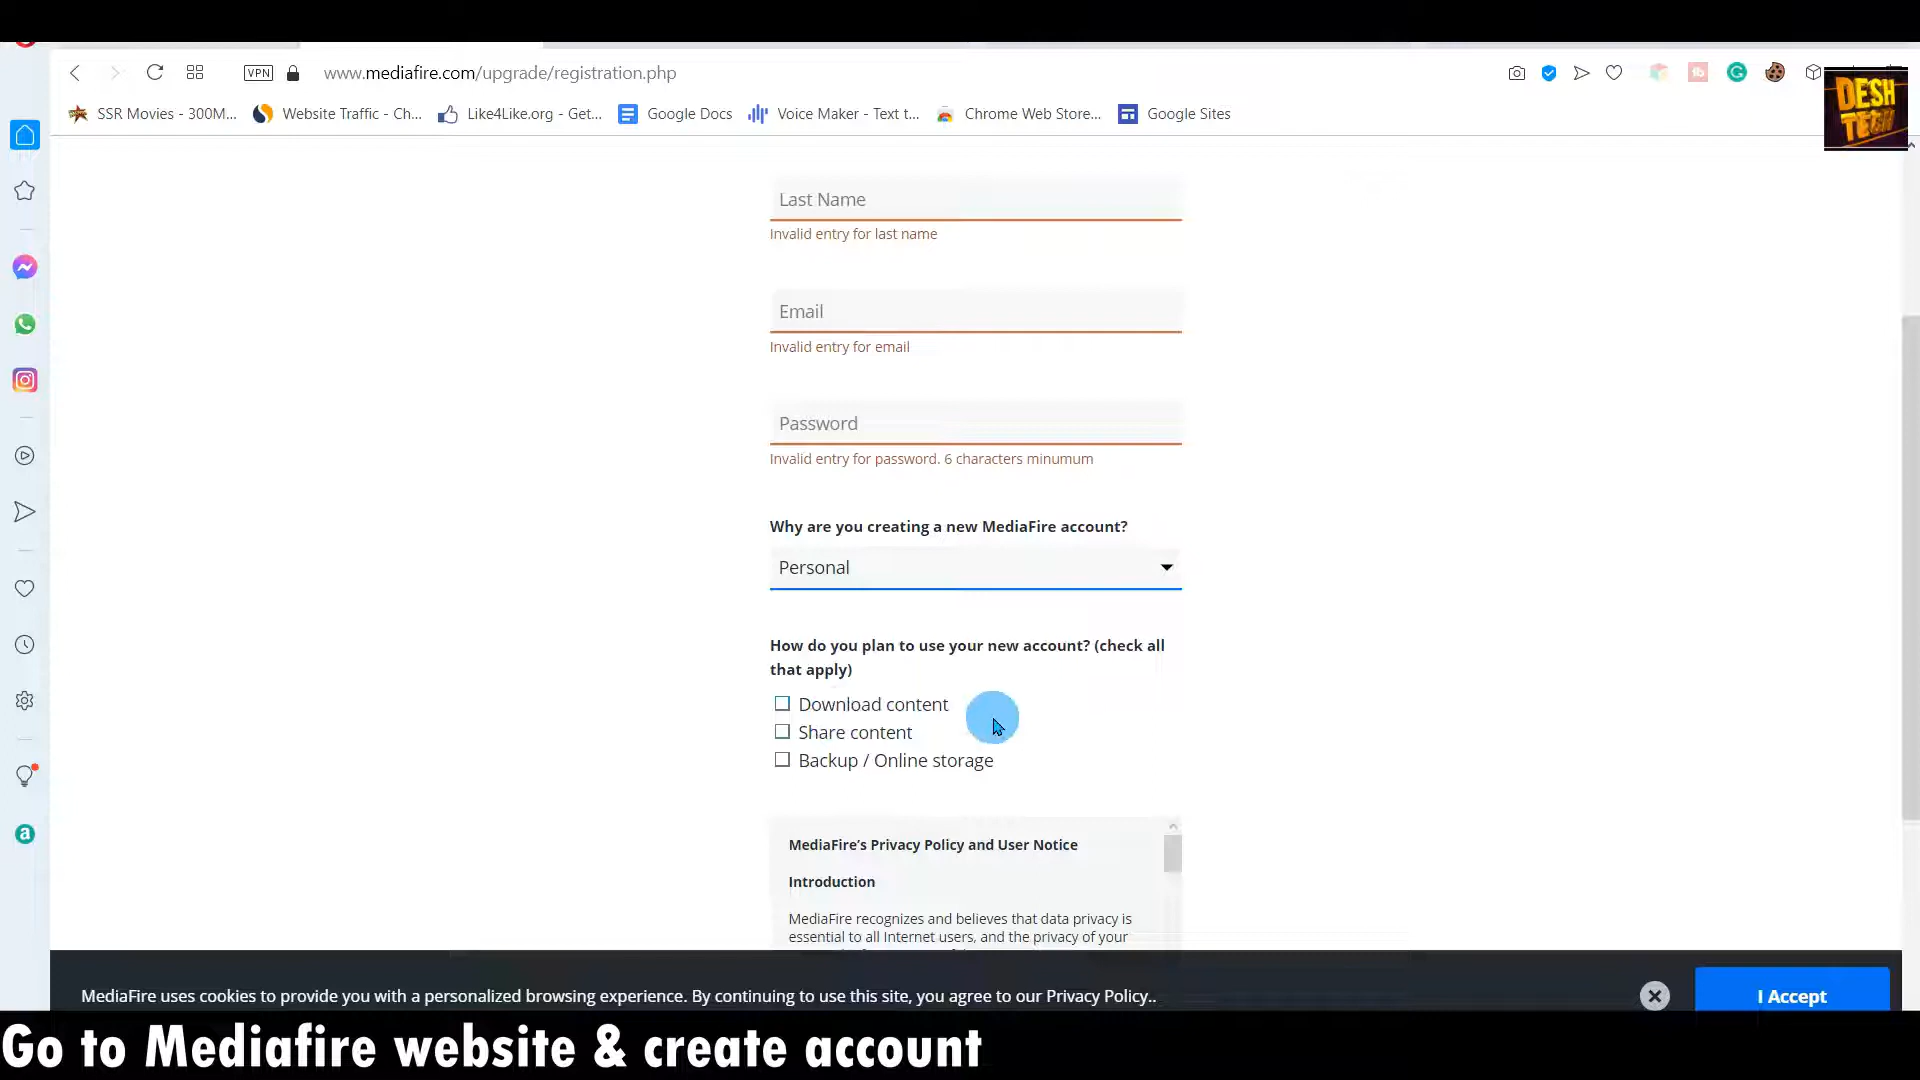 VPN
www.mediafire.com/upgrade/registration.php
DESH
TECH
SSR Movies - 300M...
Website Traffic - Ch...
Like4Like.org - Get...
Google Docs
Voice Maker - Text t...
Chrome Web Store...
Google Sites
Last Name
Invalid entry for last name
Email
Invalid entry for email
Password
Invalid entry for password. 6 characters minumum
Why are you creating a new MediaFire account?
Personal
How do you plan to use your new account? (check all
that apply)
Download content
Share content
Backup / Online storage
MediaFire's Privacy Policy and User Notice
Introduction
MediaFire recognizes and believes that data privacy is
essential to all Internet users, and the privacy of your
MediaFire uses cookies to provide you with a personalized browsing experience. By continuing to use this site, you agree to our Privacy Policy..
I Accept
Go to Mediafire website & create account